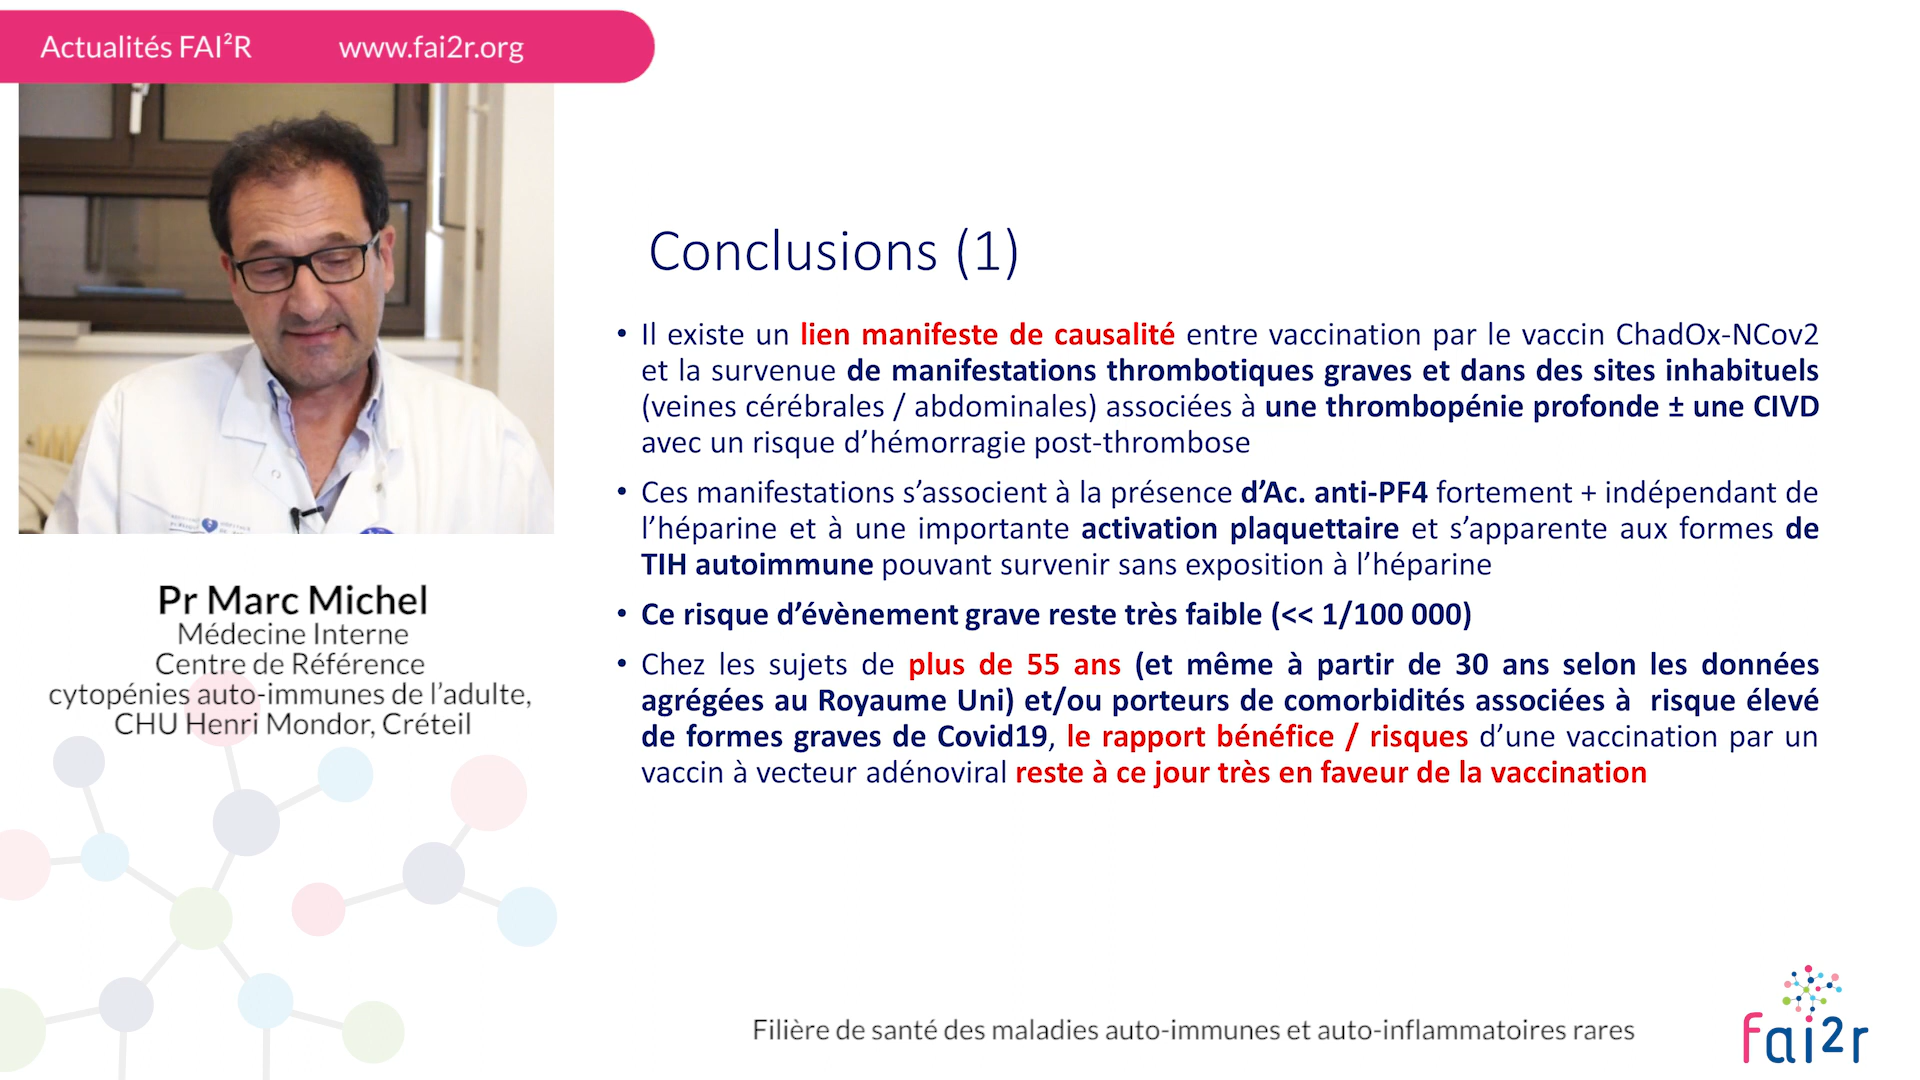 Actualités FAI²R
www.fai2r.org
Pr Marc Michel
Médecine Interne
Centre de Référence
cytopénies auto-immunes de l’adulte,
CHU Henri Mondor, Créteil
Conclusions (1)
• Il existe un lien manifeste de causalité entre vaccination par le vaccin ChadOx-NCov2
et la survenue de manifestations thrombotiques graves et dans des sites inhabituels
(veines cérébrales / abdominales) associées à une thrombopénie profonde ± une CIVD
avec un risque d’hémorragie post-thrombose
• Ces manifestations s’associent à la présence d’Ac. anti-PF4 fortement + indépendant de
l’héparine et à une importante activation plaquettaire et s’apparente aux formes de
TIH autoimmune pouvant survenir sans exposition à l’héparine
• Ce risque d’évènement grave reste très faible (<< 1/100 000)
• Chez les sujets de plus de 55 ans (et même à partir de 30 ans selon les données
agrégées au Royaume Uni) et/ou porteurs de comorbidités associées à risque élevé
de formes graves de Covid19, le rapport bénéfice / risques d’une vaccination par un
vaccin à vecteur adénoviral reste à ce jour très en faveur de la vaccination
Filière de santé des maladies auto-immunes et auto-inflammatoires rares
fai2r